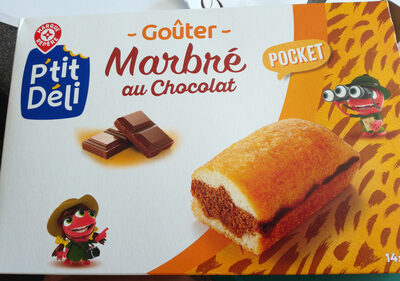 MARQUE REPÈRE
P'tit
Déli
- Goûter -
Marbré
au Chocolat
POCKET